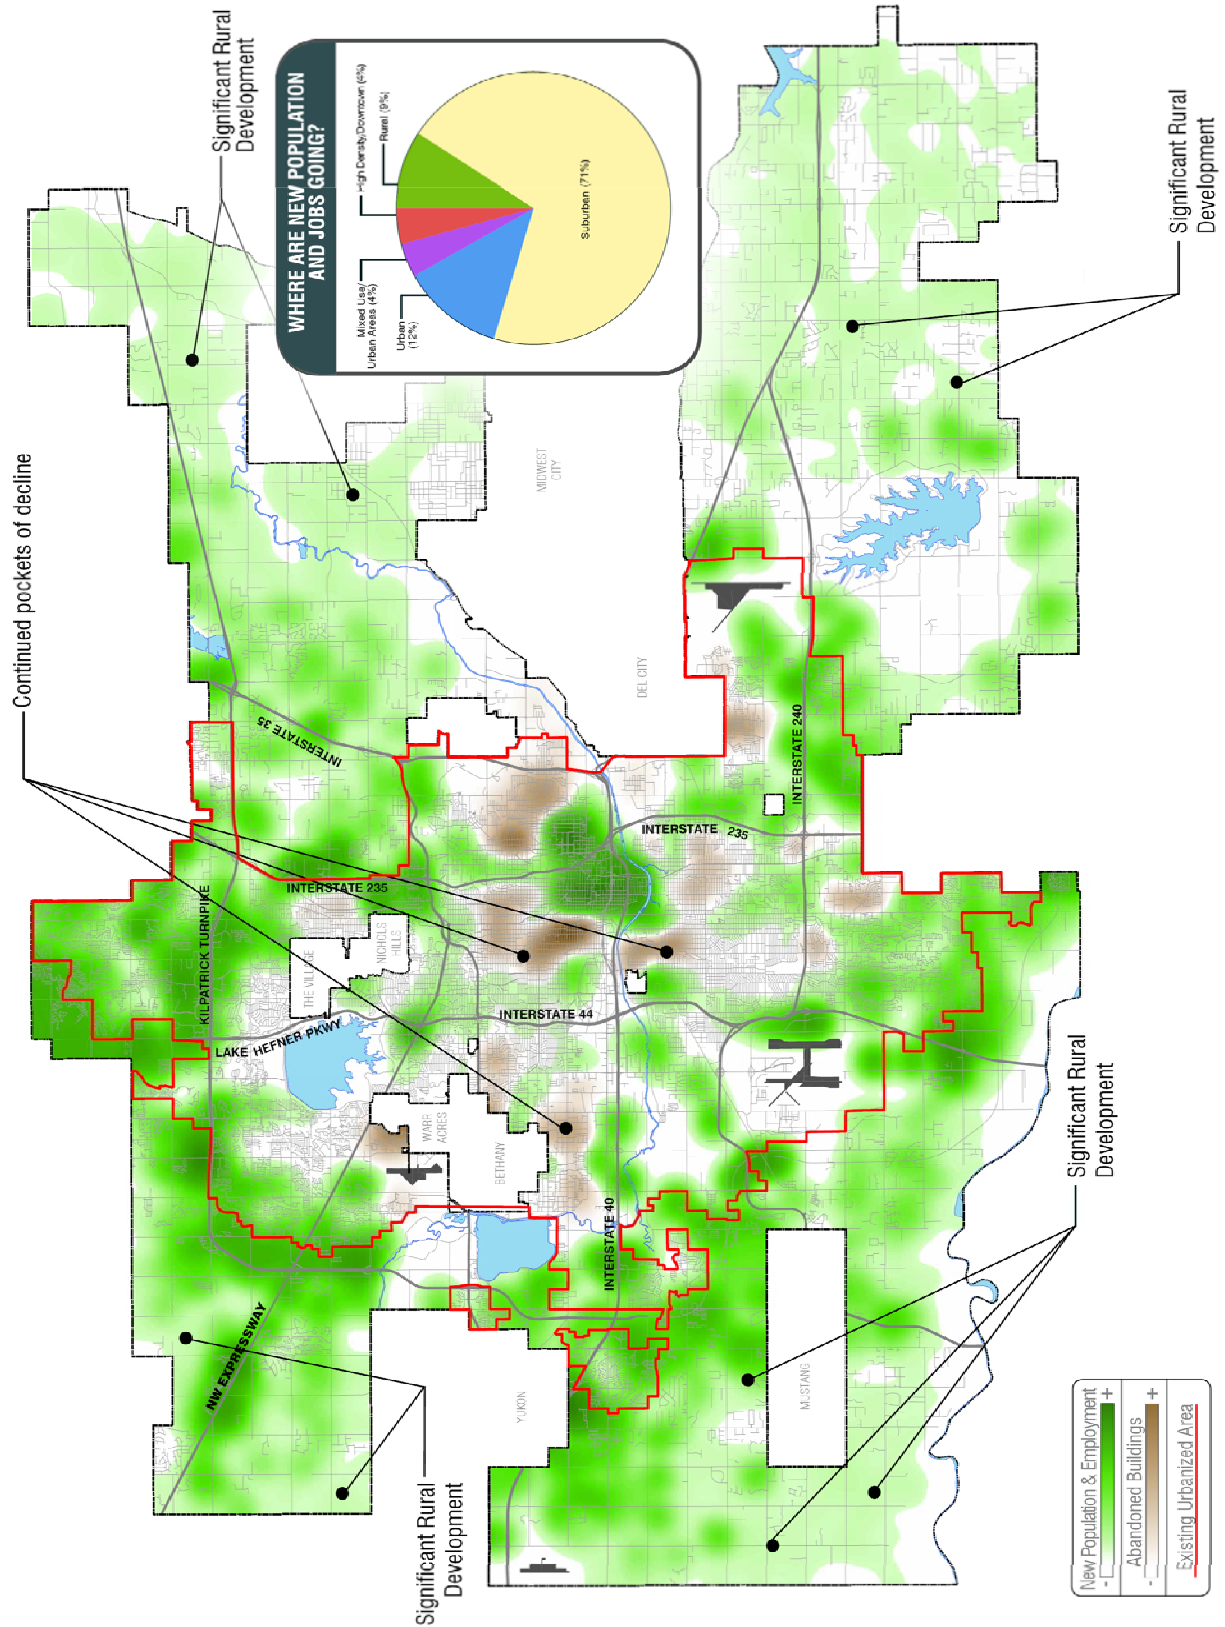 Continued pockets of decline
Significant Rural
Development
WHERE ARE NEW POPULATION
AND JOBS GOING?
High Density/Downtown (4%)
Rural (9%)
Mixed Use/
Urban Areas (4%)
Urban
(12%)
Suburban (71%)
Significant Rural
Development
Significant Rural
Development
Significant Rural
Development
MIDWEST
CITY
DEL CITY
INTERSTATE 35
INTERSTATE 235
INTERSTATE 235
INTERSTATE 240
KILPATRICK TURNPIKE
THE VILLAGE
NICHOLS
HILLS
LAKE HEFNER PKWY
INTERSTATE 44
WARR
ACRES
BETHANY
INTERSTATE 40
NW EXPRESSWAY
YUKON
MUSTANG
New Population & Employment
- +
Abandoned Buildings
- +
Existing Urbanized Area